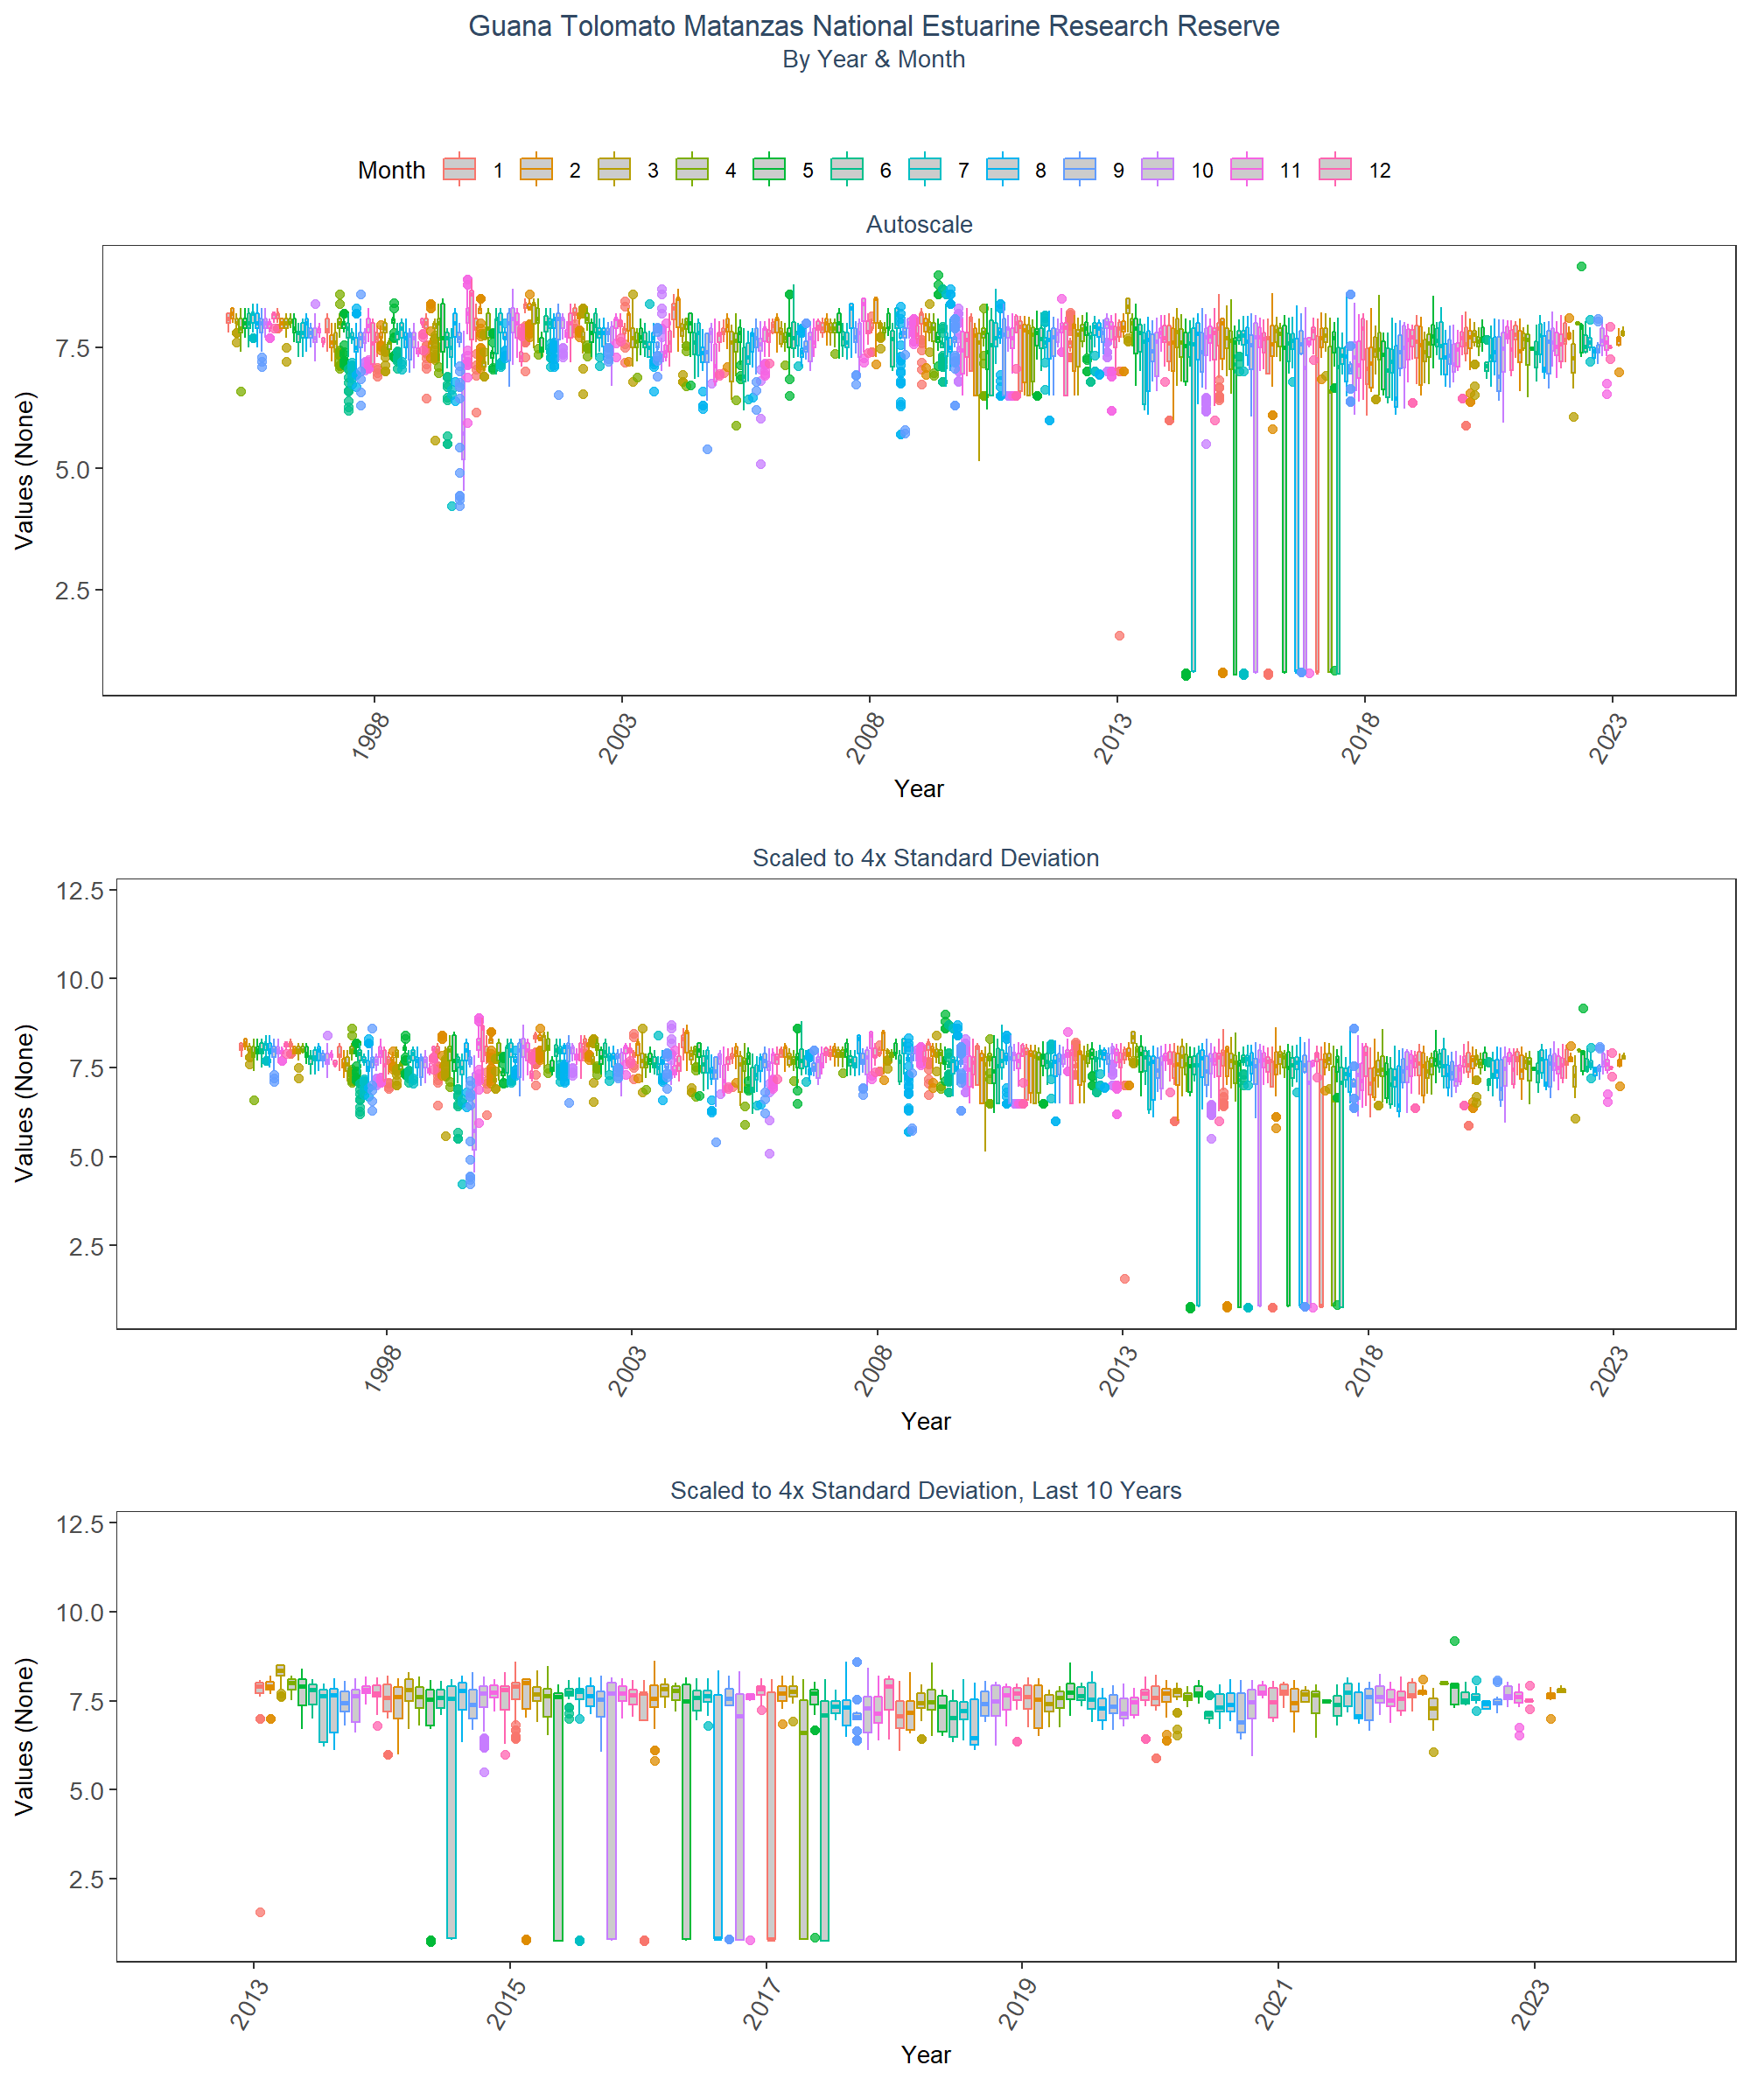 Guana Tolomato Matanzas National Estuarine Research Reserve
By Year & Month
Month 1 2 3 4 5 6 7 8 9 10 11 12
Autoscale
Values (None)
7.5
5.0
2.5
1998 2003 2008 2013 2018 2023
Year
Scaled to 4x Standard Deviation
Values (None)
12.5
10.0
7.5
5.0
2.5
1998 2003 2008 2013 2018 2023
Year
Scaled to 4x Standard Deviation, Last 10 Years
Values (None)
12.5
10.0
7.5
5.0
2.5
2013 2015 2017 2019 2021 2023
Year